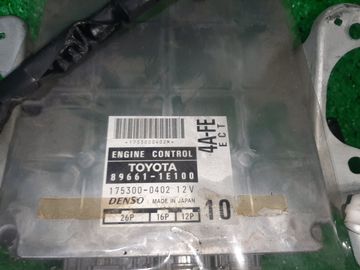 *1753000402M*
ENGINE CONTROL
TOYOTA
89661-1E100
175300-0402 12V
DENSO MADE IN JAPAN
26P 16P 12P
10
4A-FE
ECT